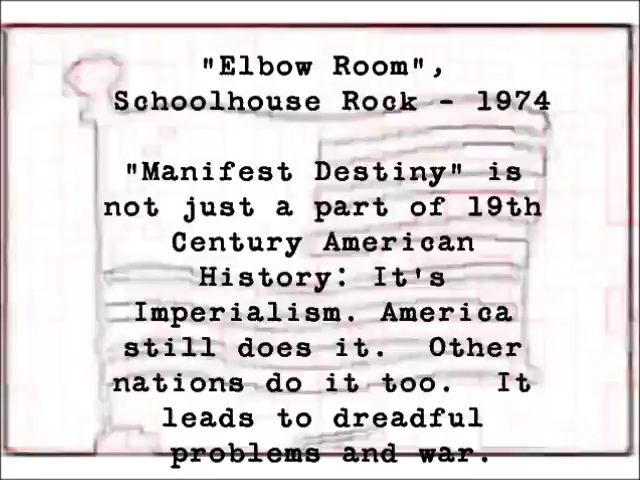 "Elbow Room",
Schoolhouse Rock - 1974
"Manifest Destiny" is
not just a part of 19th
Century American
History: It's
Imperialism. America
still does it.  Other
nations do it too.  It
leads to dreadful
problems and war.